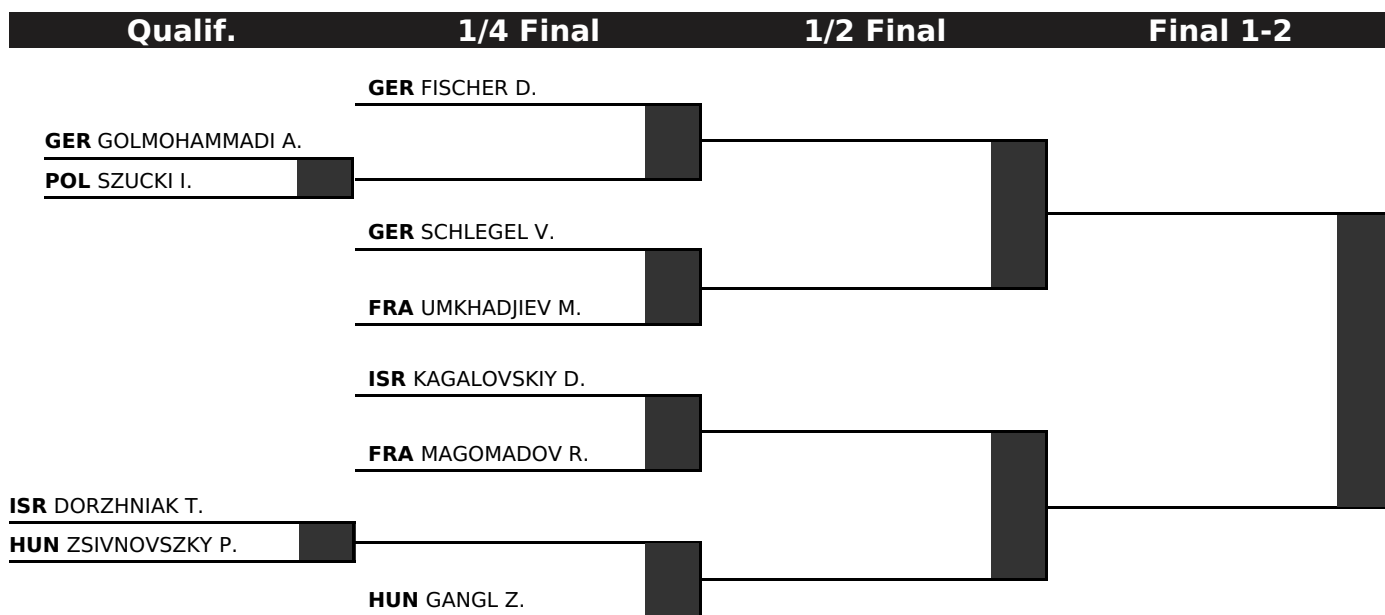 Qualif. 1/4 Final 1/2 Final Final 1-2
GER FISCHER D.
GER GOLMOHAMMADI A.
POL SZUCKI I.
GER SCHLEGEL V.
FRA UMKHADJIEV M.
ISR KAGALOVSKIY D.
FRA MAGOMADOV R.
ISR DORZHNIAK T.
HUN ZSIVNOVSZKY P.
HUN GANGL Z.